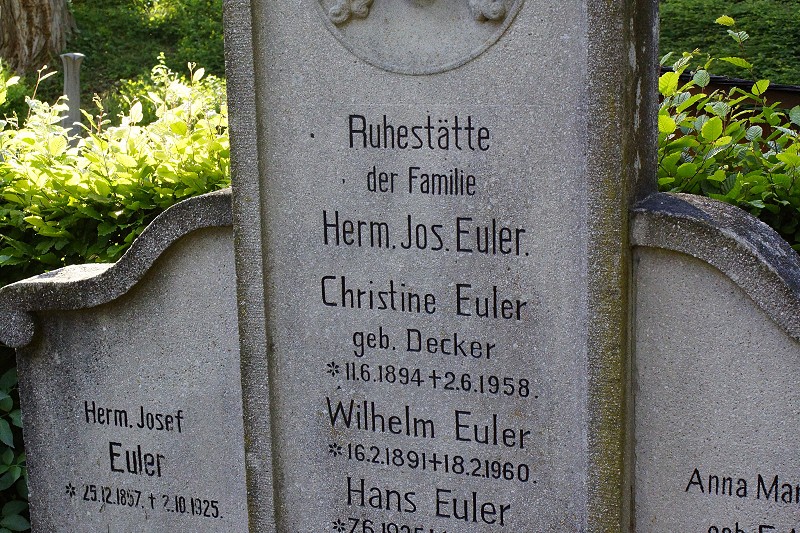 Ruhestätte
der Familie
Herm. Jos. Euler.
Christine Euler
geb. Decker
*11.6.1894 + 2.6.1958.
Wilhelm Euler
*16.2.1891 + 18.2.1960.
Hans Euler
Herm. Josef
Euler
* 25.12.1857. † 2.10.1925.
Anna
geb.